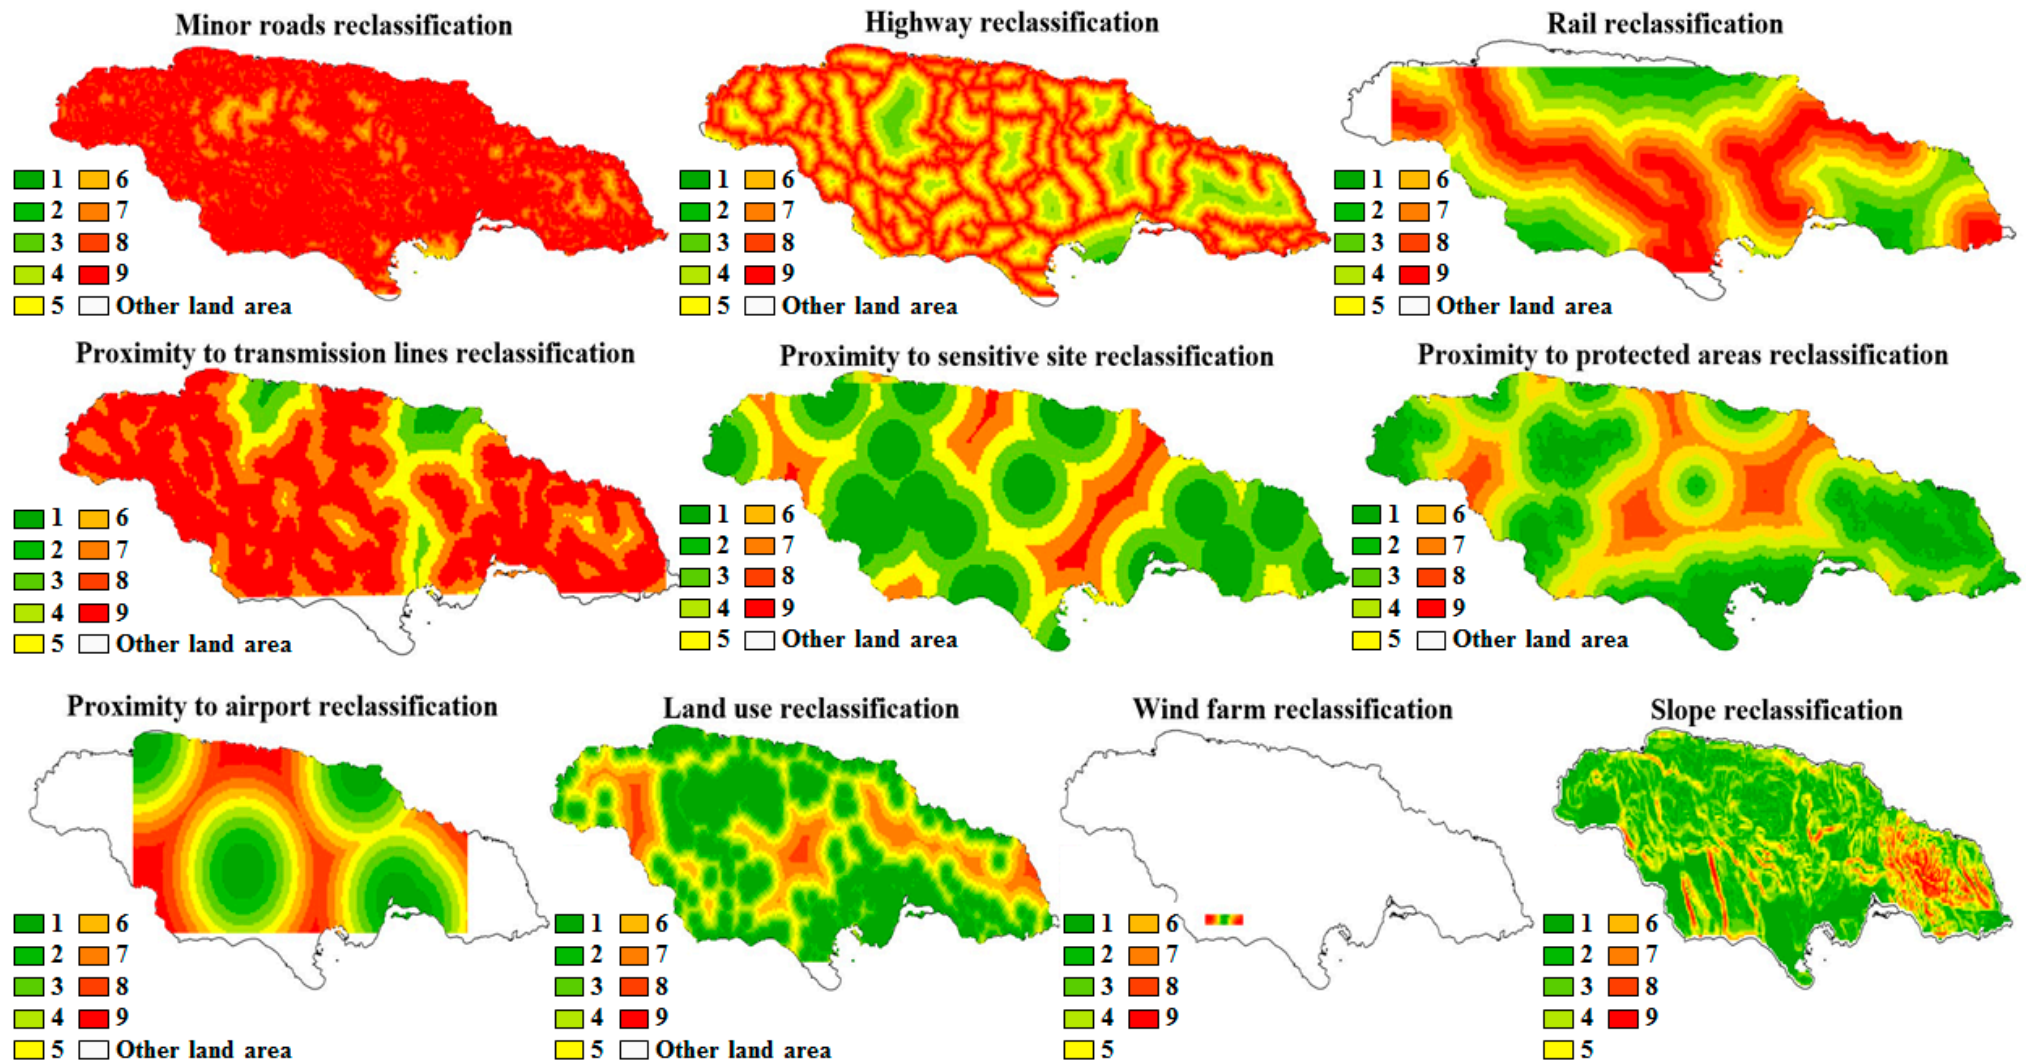 Minor roads reclassification
1 6
2 7
3 8
4 9
5 Other land area
Highway reclassification
1 6
2 7
3 8
4 9
5 Other land area
Rail reclassification
1 6
2 7
3 8
4 9
5 Other land area
Proximity to transmission lines reclassification
1 6
2 7
3 8
4 9
5 Other land area
Proximity to sensitive site reclassification
1 6
2 7
3 8
4 9
5 Other land area
Proximity to protected areas reclassification
1 6
2 7
3 8
4 9
5 Other land area
Proximity to airport reclassification
1 6
2 7
3 8
4 9
5 Other land area
Land use reclassification
1 6
2 7
3 8
4 9
5 Other land area
Wind farm reclassification
1 6
2 7
3 8
4 9
5
Slope reclassification
1 6
2 7
3 8
4 9
5